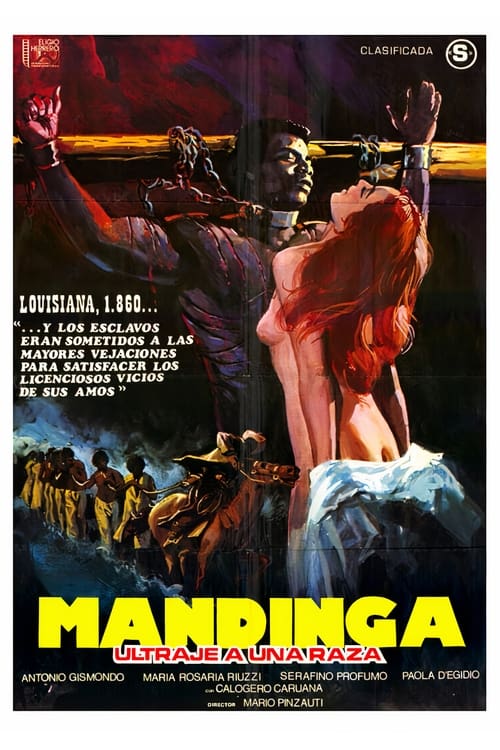 ELIGIO
HERRERO
CLASIFICADA S
LOUISIANA, 1.860...
"...Y LOS ESCLAVOS
ERAN SOMETIDOS A LAS
MAYORES VEJACIONES
PARA SATISFACER LOS
LICENCIOSOS VICIOS
DE SUS AMOS"
MANDINGA
ULTRAJE A UNA RAZA
ANTONIO GISMONDO MARIA ROSARIA RIUZZI SERAFINO PROFUMO PAOLA D'EGIDIO
con CALOGERO CARUANA
DIRECTOR MARIO PINZAUTI